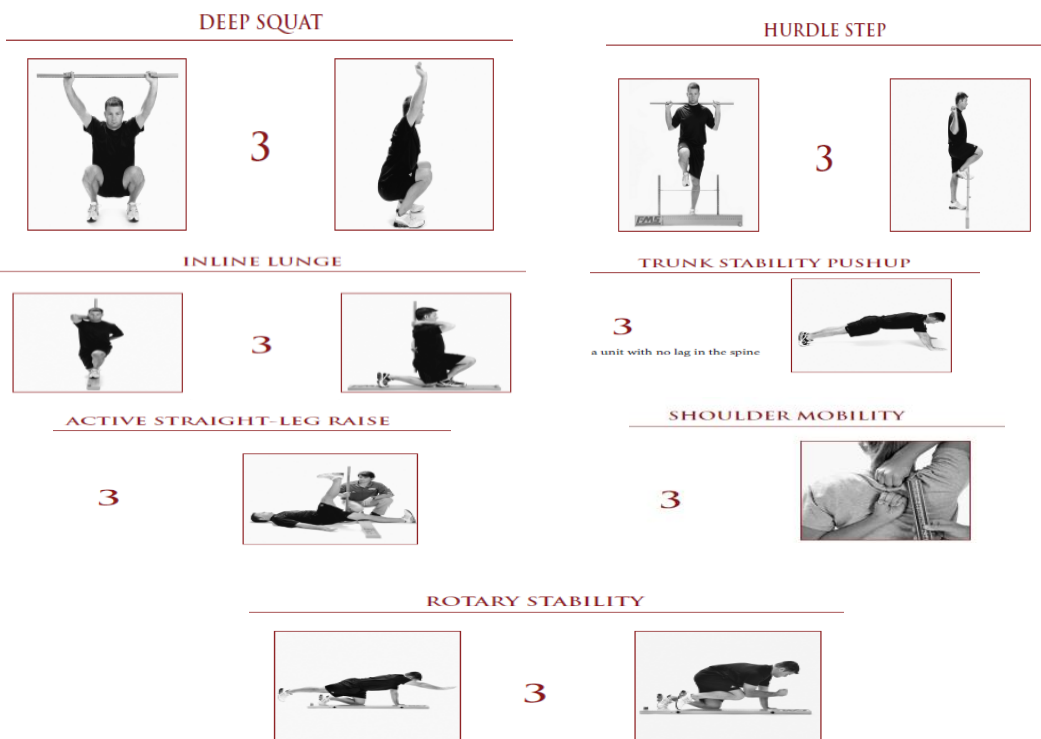 DEEP SQUAT
3
HURDLE STEP
3
FMS
INLINE LUNGE
3
TRUNK STABILITY PUSHUP
3
a unit with no lag in the spine
ACTIVE STRAIGHT-LEG RAISE
3
SHOULDER MOBILITY
3
ROTARY STABILITY
3